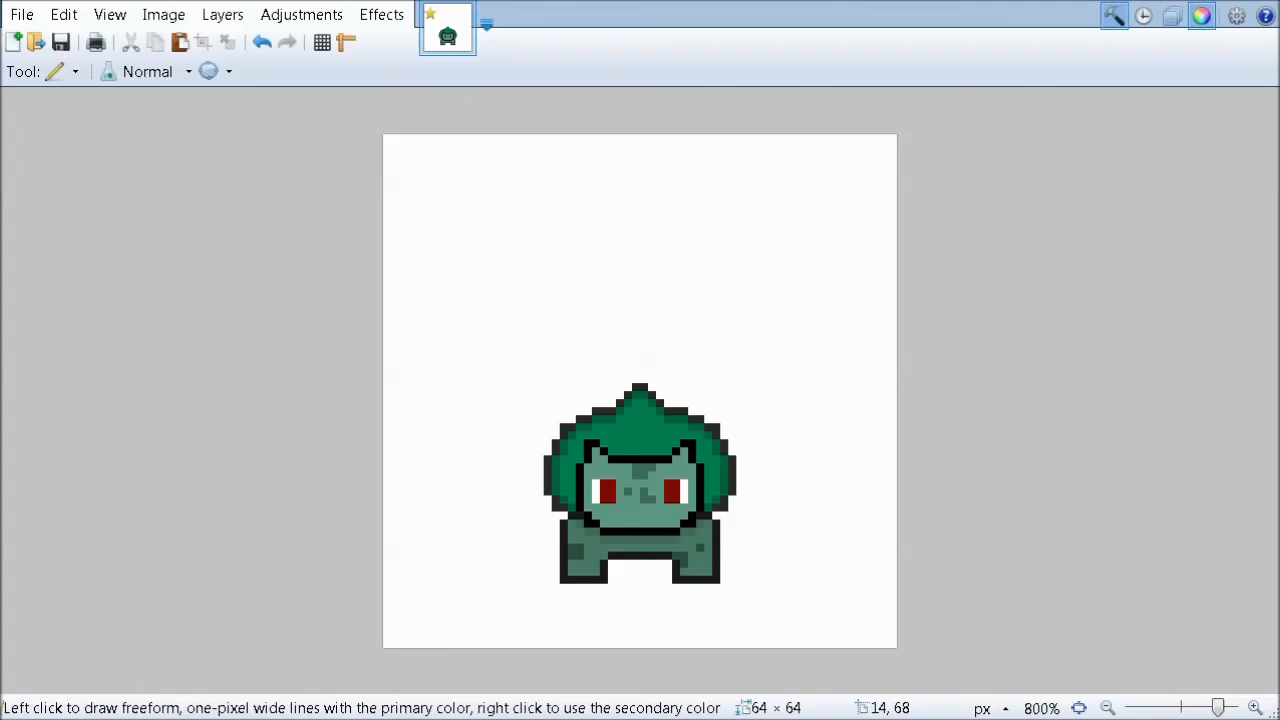 File Edit View Image Layers Adjustments Effects
Tool: Normal
Left click to draw freeform, one-pixel wide lines with the primary color, right click to use the secondary color 64 × 64 14, 68 px 800%